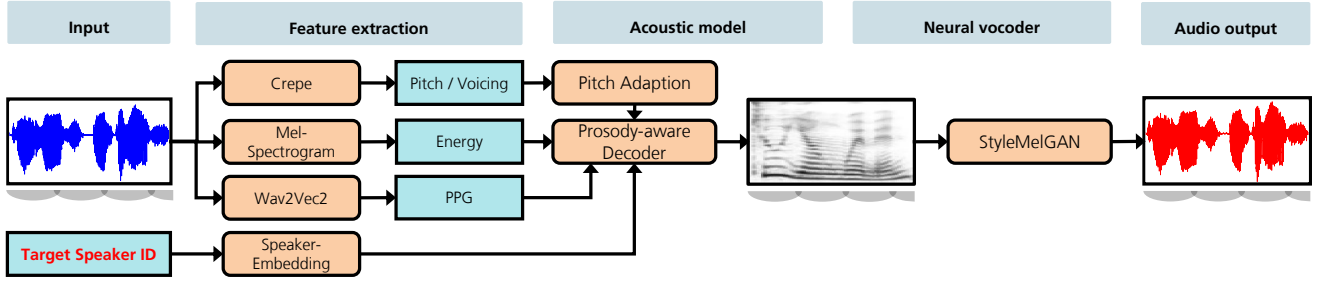 Input
Feature extraction
Acoustic model
Neural vocoder
Audio output
Crepe
Pitch / Voicing
Pitch Adaption
Mel-
Spectrogram
Energy
Prosody-aware
Decoder
StyleMelGAN
Wav2Vec2
PPG
Target Speaker ID
Speaker-
Embedding